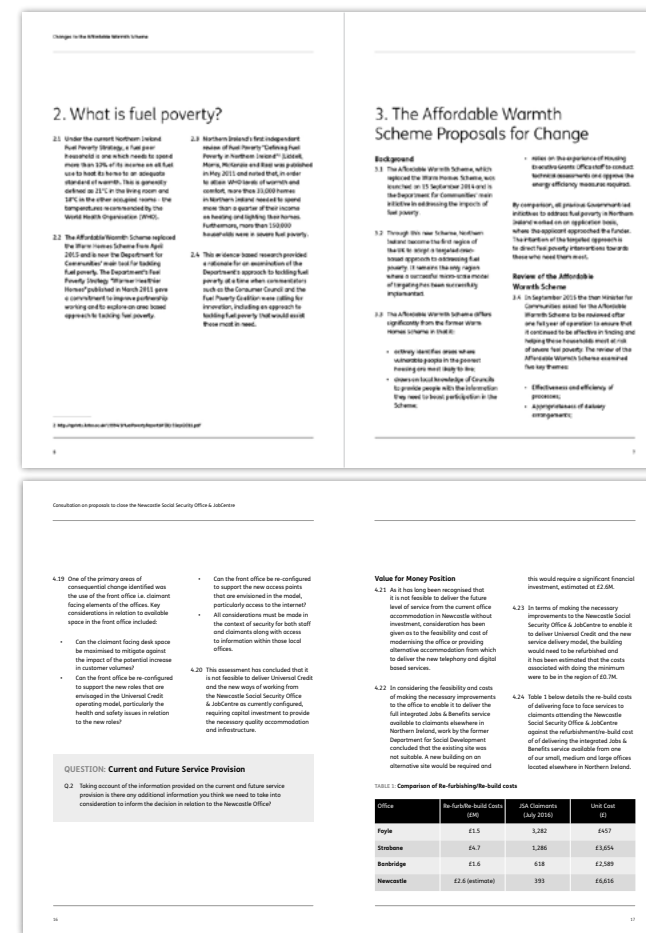 Changes to the Affordable Warmth Scheme
2. What is fuel poverty?
2.1 Under the current Northern Ireland
Fuel Poverty Strategy, a fuel poor
household is one which needs to spend
more than 10% of its income on all fuel
use to heat its home to an adequate
standard of warmth. This is generally
defined as 21°C in the living room and
18°C in the other occupied rooms - the
temperatures recommended by the
World Health Organisation (WHO).
2.2 The Affordable Warmth Scheme replaced
the Warm Homes Scheme from April
2015 and is now the Department for
Communities' main tool for tackling
fuel poverty. The Department's Fuel
Poverty Strategy "Warmer Healthier
Homes" published in March 2011 gave
a commitment to improve partnership
working and to explore an area based
approach to tackling fuel poverty.
2.3 Northern Ireland's first independent
review of Fuel Poverty "Defining Fuel
Poverty in Northern Ireland" (Liddell,
Morris, McKenzie and Rae) was published
in May 2011 and noted that, in order
to attain WHO levels of warmth and
comfort, more than 33,000 homes
in Northern Ireland needed to spend
more than a quarter of their income
on heating and lighting their homes.
Furthermore, more than 150,000
households were in severe fuel poverty.
2.4 This evidence based research provided
a rationale for an examination of the
Department's approach to tackling fuel
poverty at a time when commentators
such as the Consumer Council and the
Fuel Poverty Coalition were calling for
innovation, including an approach to
tackling fuel poverty that would assist
those most in need.
8
3. The Affordable Warmth
Scheme Proposals for Change
Background
3.1 The Affordable Warmth Scheme, which
replaced the Warm Homes Scheme, was
launched on 15 September 2014 and is
the Department for Communities' main
initiative in addressing the impacts of
fuel poverty.
3.2 Through this new Scheme, Northern
Ireland became the first region of
the UK to adopt a targeted area-
based approach to addressing fuel
poverty. It remains the only region
where a successful micro-scale model
of targeting has been successfully
implemented.
3.3 The Affordable Warmth Scheme differs
significantly from the former Warm
Homes Scheme in that it:
• actively identifies areas where
vulnerable people in the poorest
housing are most likely to live;
• draws on local knowledge of Councils
to provide people with the information
they need to boost participation in the
Scheme;
• relies on the experience of Housing
Executive Grants Office staff to conduct
technical assessments and approve the
energy efficiency measures required.
By comparison, all previous Government-led
initiatives to address fuel poverty in Northern
Ireland worked on an application basis,
where the applicant approached the funder.
The intention of the targeted approach is
to direct fuel poverty interventions towards
those who need them most.
Review of the Affordable
Warmth Scheme
3.4 In September 2016 the then Minister for
Communities asked for the Affordable
Warmth Scheme to be reviewed after
one full year of operation to ensure that
it continued to be effective in finding and
helping those households most at risk
of severe fuel poverty. The review of the
Affordable Warmth Scheme examined
five key themes:
• Effectiveness and efficiency of
processes;
• Appropriateness of delivery
arrangements;
9
Consultation on proposals to close the Newcastle Social Security Office & JobCentre
4.19 One of the primary areas of
consequential change identified was
the use of the front office i.e. claimant
facing elements of the offices. Key
considerations in relation to available
space in the front office included:
• Can the claimant facing desk space
be maximised to mitigate against
the impact of the potential increase
in customer volumes?
• Can the front office be re-configured
to support the new roles that are
envisaged in the Universal Credit
operating model, particularly the
health and safety issues in relation
to the new roles?
• Can the front office be re-configured
to support the new access points
that are envisioned in the model,
particularly access to the internet?
• All considerations must be made in
the context of security for both staff
and claimants along with access
to information within those local
offices.
4.20 This assessment has concluded that it
is not feasible to deliver Universal Credit
and the new ways of working from
the Newcastle Social Security Office
& JobCentre as currently configured,
requiring capital investment to provide
the necessary quality accommodation
and infrastructure.
QUESTION: Current and Future Service Provision
Q.2 Taking account of the information provided on the current and future service
provision is there any additional information you think we need to take into
consideration to inform the decision in relation to the Newcastle Office?
16
Value for Money Position
4.21 As it has long been recognised that
it is not feasible to deliver the future
level of service from the current office
accommodation in Newcastle without
investment, consideration has been
given as to the feasibility and cost of
modernisation of the office or providing
alternative accommodation from which
to deliver the new telephony and digital
based services.
4.22 In considering the feasibility and costs
of making the necessary improvements
to the office to enable it to deliver the
full integrated Jobs & Benefits service
available to claimants elsewhere in
Northern Ireland, work by the former
Department for Social Development
concluded that the existing site was
not suitable. A new building on an
alternative site would be required and
this would require a significant financial
investment, estimated at £2.6M.
4.23 In terms of making the necessary
improvements to the Newcastle Social
Security Office & JobCentre to enable it
to deliver Universal Credit and the new
service delivery model, the building
would need to be refurbished and
it has been estimated that the costs
associated with doing the minimum
were to be in the region of £0.7M.
4.24 Table 1 below details the re-build costs
of delivering face to face services to
claimants attending the Newcastle
Social Security Office & JobCentre
against the refurbishment/re-build cost
of of delivering the integrated Jobs &
Benefits service available from one
of our small, medium and large offices
located elsewhere in Northern Ireland.
TABLE 1: Comparison of Re-furbishing/Re-build costs
Office Re-furb/Re-build Costs (£M) JSA Claimants (July 2016) Unit Cost (£)
Foyle £1.5 3,282 £457
Strabane £4.7 1,286 £3,654
Banbridge £1.6 618 £2,589
Newcastle £2.6 (estimate) 393 £6,616
17